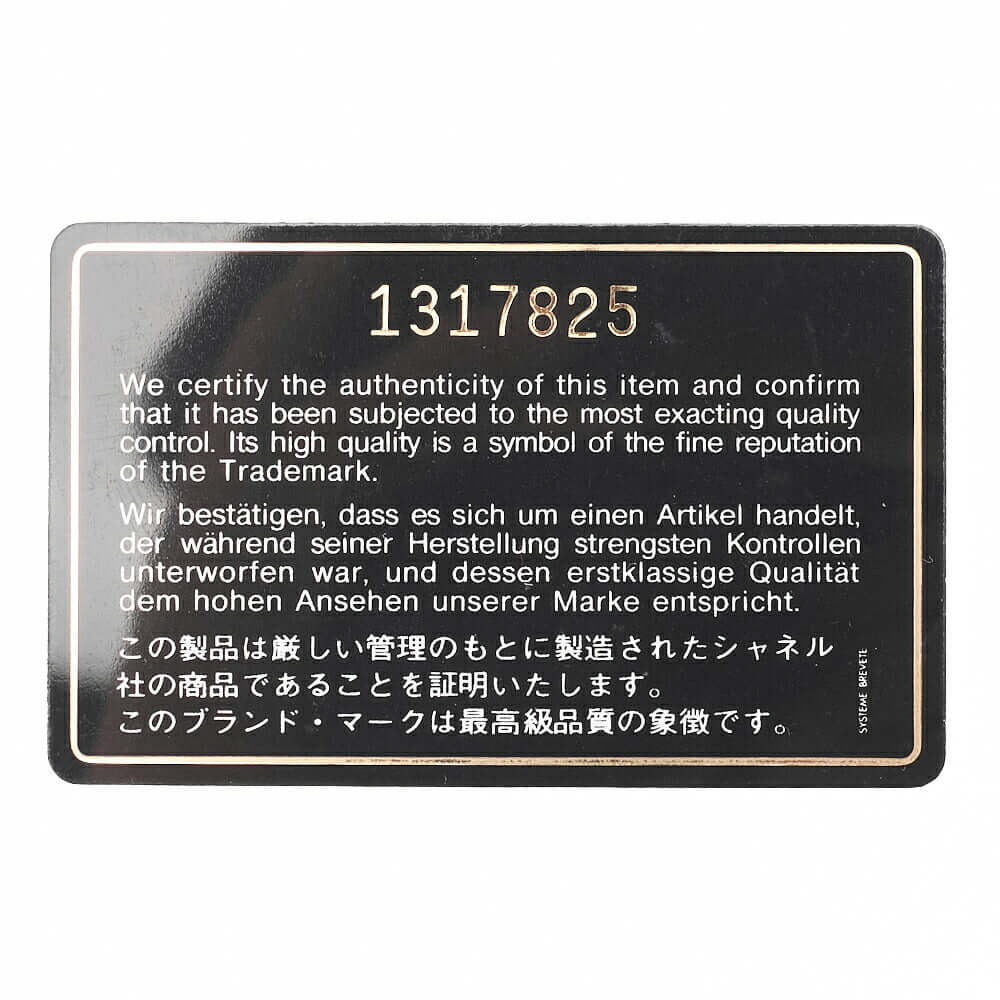 1317825
We certify the authenticity of this item and confirm
that it has been subjected to the most exacting quality
control. Its high quality is a symbol of the fine reputation
of the Trademark.
Wir bestätigen, dass es sich um einen Artikel handelt,
der während seiner Herstellung strengsten Kontrollen
unterworfen war, und dessen erstklassige Qualität
dem hohen Ansehen unserer Marke entspricht.
この製品は厳しい管理のもとに製造されたシャネル
社の商品であることを証明いたします。
このブランド・マークは最高級品質の象徴です。
SYSTEME BREVETE